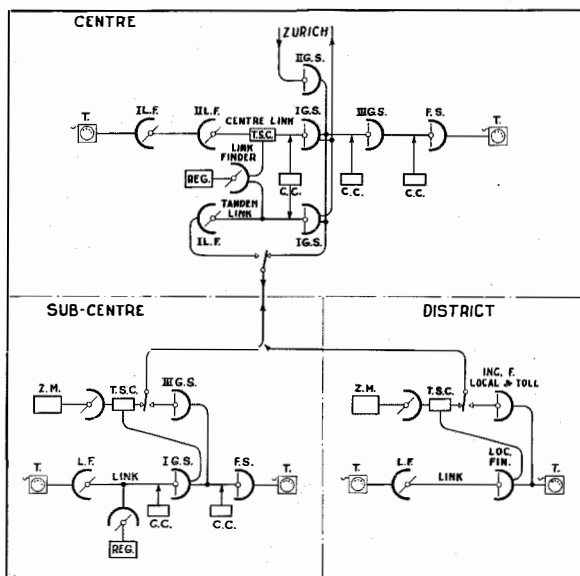 CENTRE
ZURICH
II G.S.
T.
I L.F.
II L.F.
CENTRE LINK
T.S.C.
I G.S.
III G.S.
F.S.
T.
LINK FINDER
REG.
C.C.
C.C.
C.C.
TANDEM LINK
I L.F.
I G.S.
SUB-CENTRE
DISTRICT
Z.M.
T.S.C.
III G.S.
Z.M.
T.S.C.
INC. F.
LOCAL & TOLL
T.
L.F.
LINK
I G.S.
F.S.
T.
C.C.
C.C.
REG.
T.
L.F.
LINK
LOC. FIN.
T.